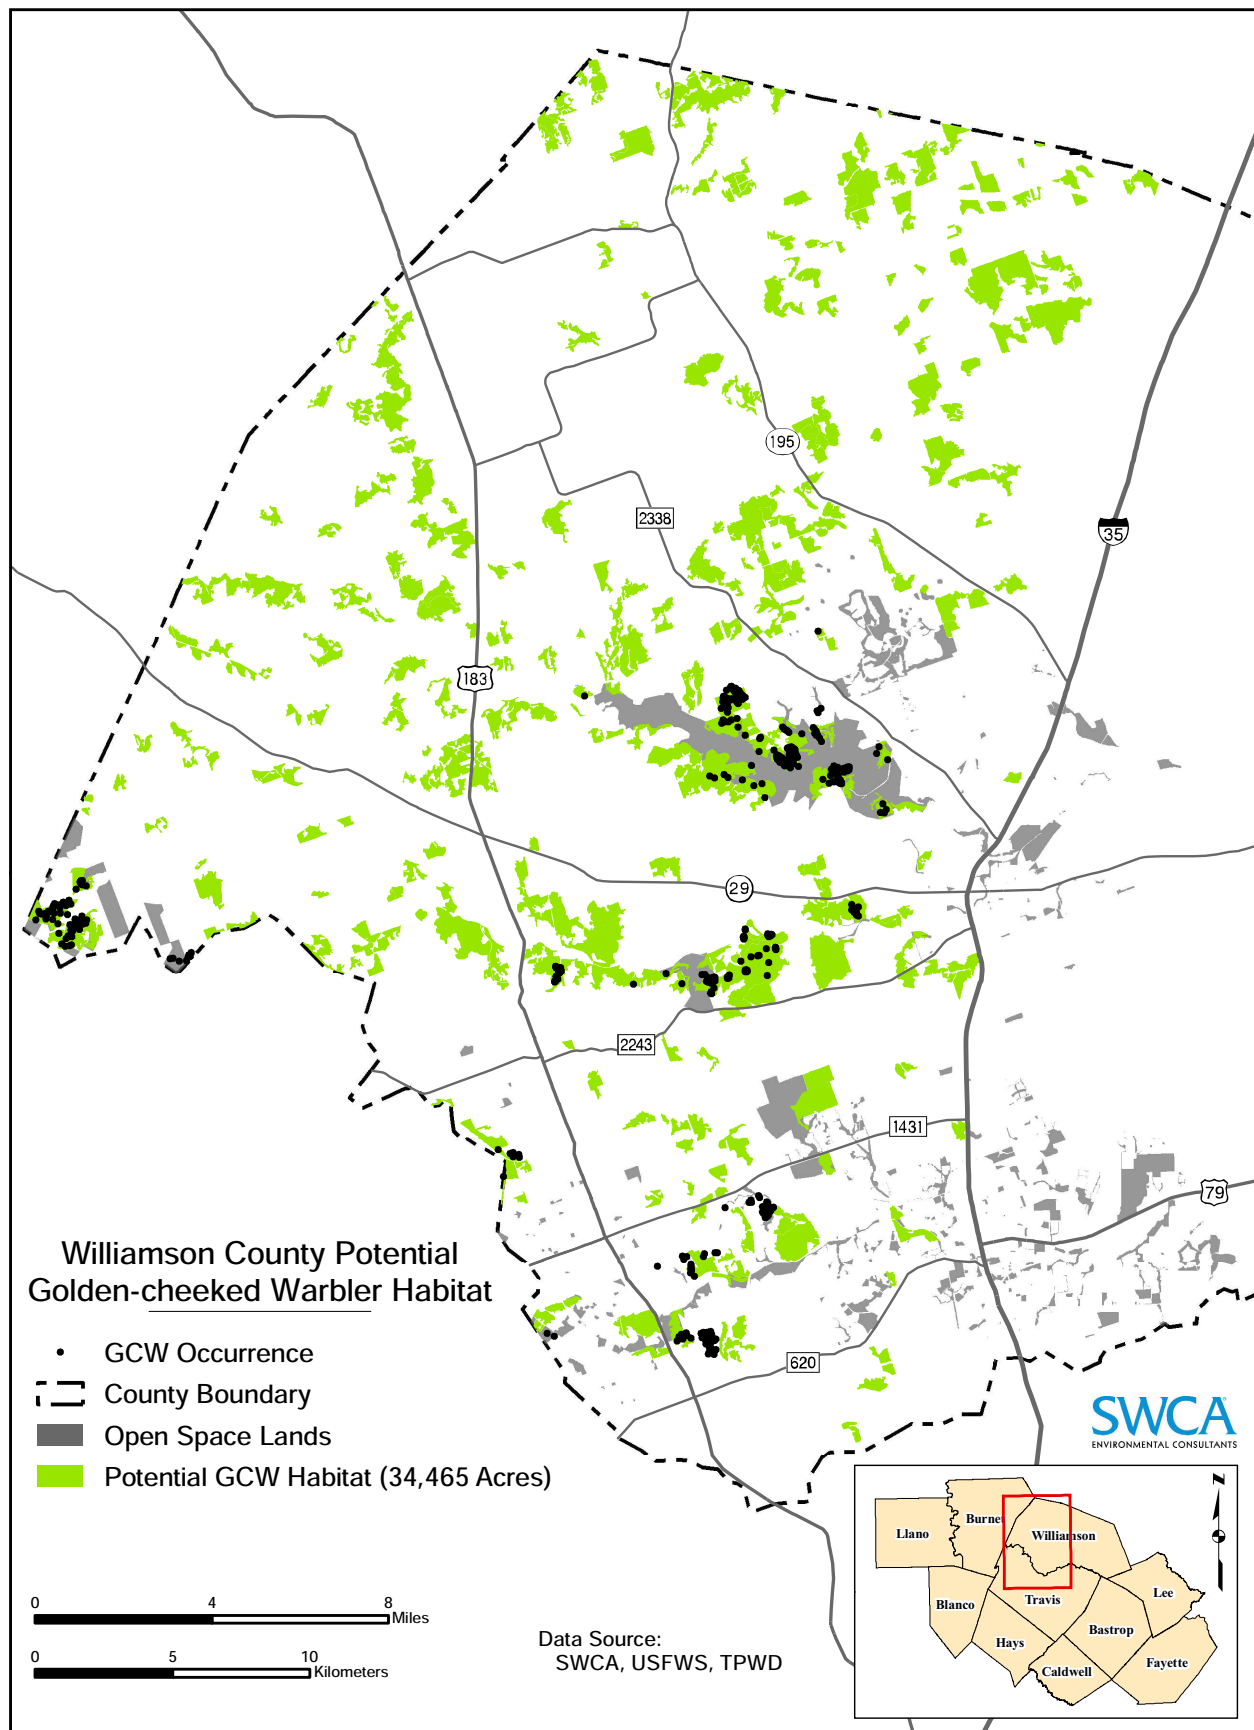 195
2338
35
183
29
2243
1431
79
620
Williamson County Potential
Golden-cheeked Warbler Habitat
GCW Occurrence
County Boundary
Open Space Lands
Potential GCW Habitat (34,465 Acres)
SWCA
ENVIRONMENTAL CONSULTANTS
0 4 8
Miles
0 5 10
Kilometers
Data Source:
SWCA, USFWS, TPWD
N
Burnet
Llano
Williamson
Lee
Blanco
Travis
Bastrop
Hays
Fayette
Caldwell